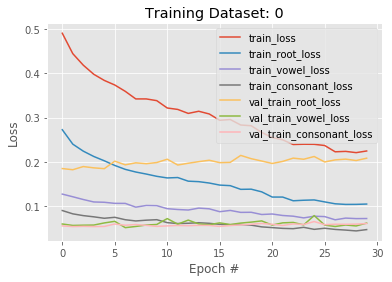 Training Dataset: 0
0.5
0.4
0.3
0.2
0.1
Loss
train_loss
train_root_loss
train_vowel_loss
train_consonant_loss
val_train_root_loss
val_train_vowel_loss
val_train_consonant_loss
0 5 10 15 20 25 30
Epoch #